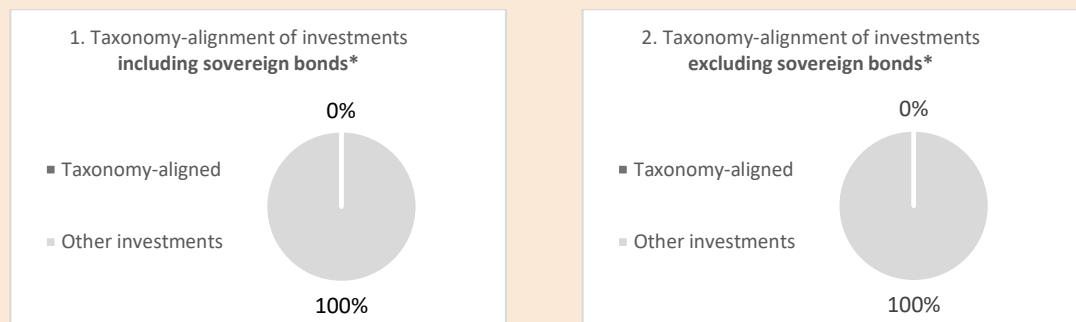 1. Taxonomy-alignment of investments
including sovereign bonds*
0%
Taxonomy-aligned
Other investments
100%
2. Taxonomy-alignment of investments
excluding sovereign bonds*
0%
Taxonomy-aligned
Other investments
100%